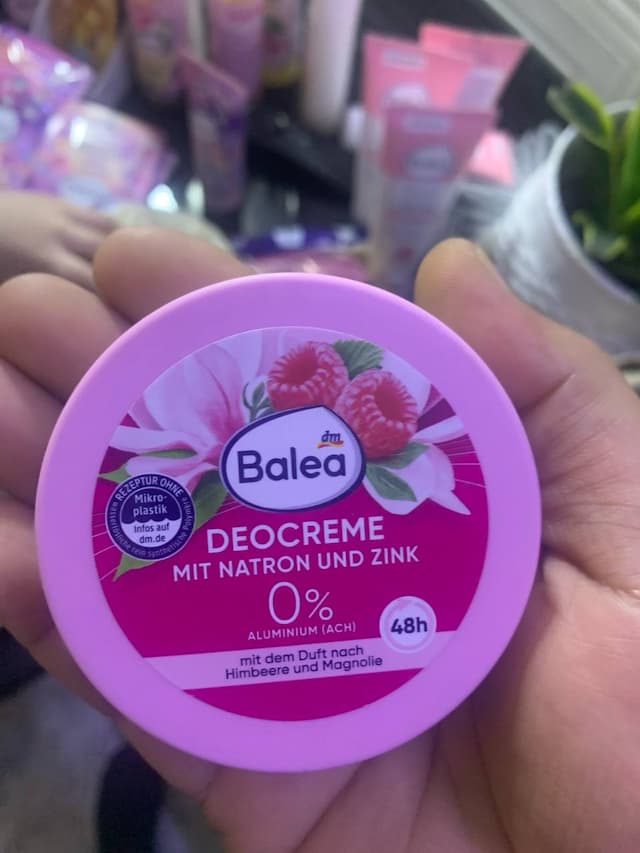 dm
Balea
REZEPTUR OHNE
Mikro-
plastik
Infos auf
dm.de
DEOCREME
MIT NATRON UND ZINK
0%
ALUMINIUM (ACH)
48h
mit dem Duft nach
Himbeere und Magnolie